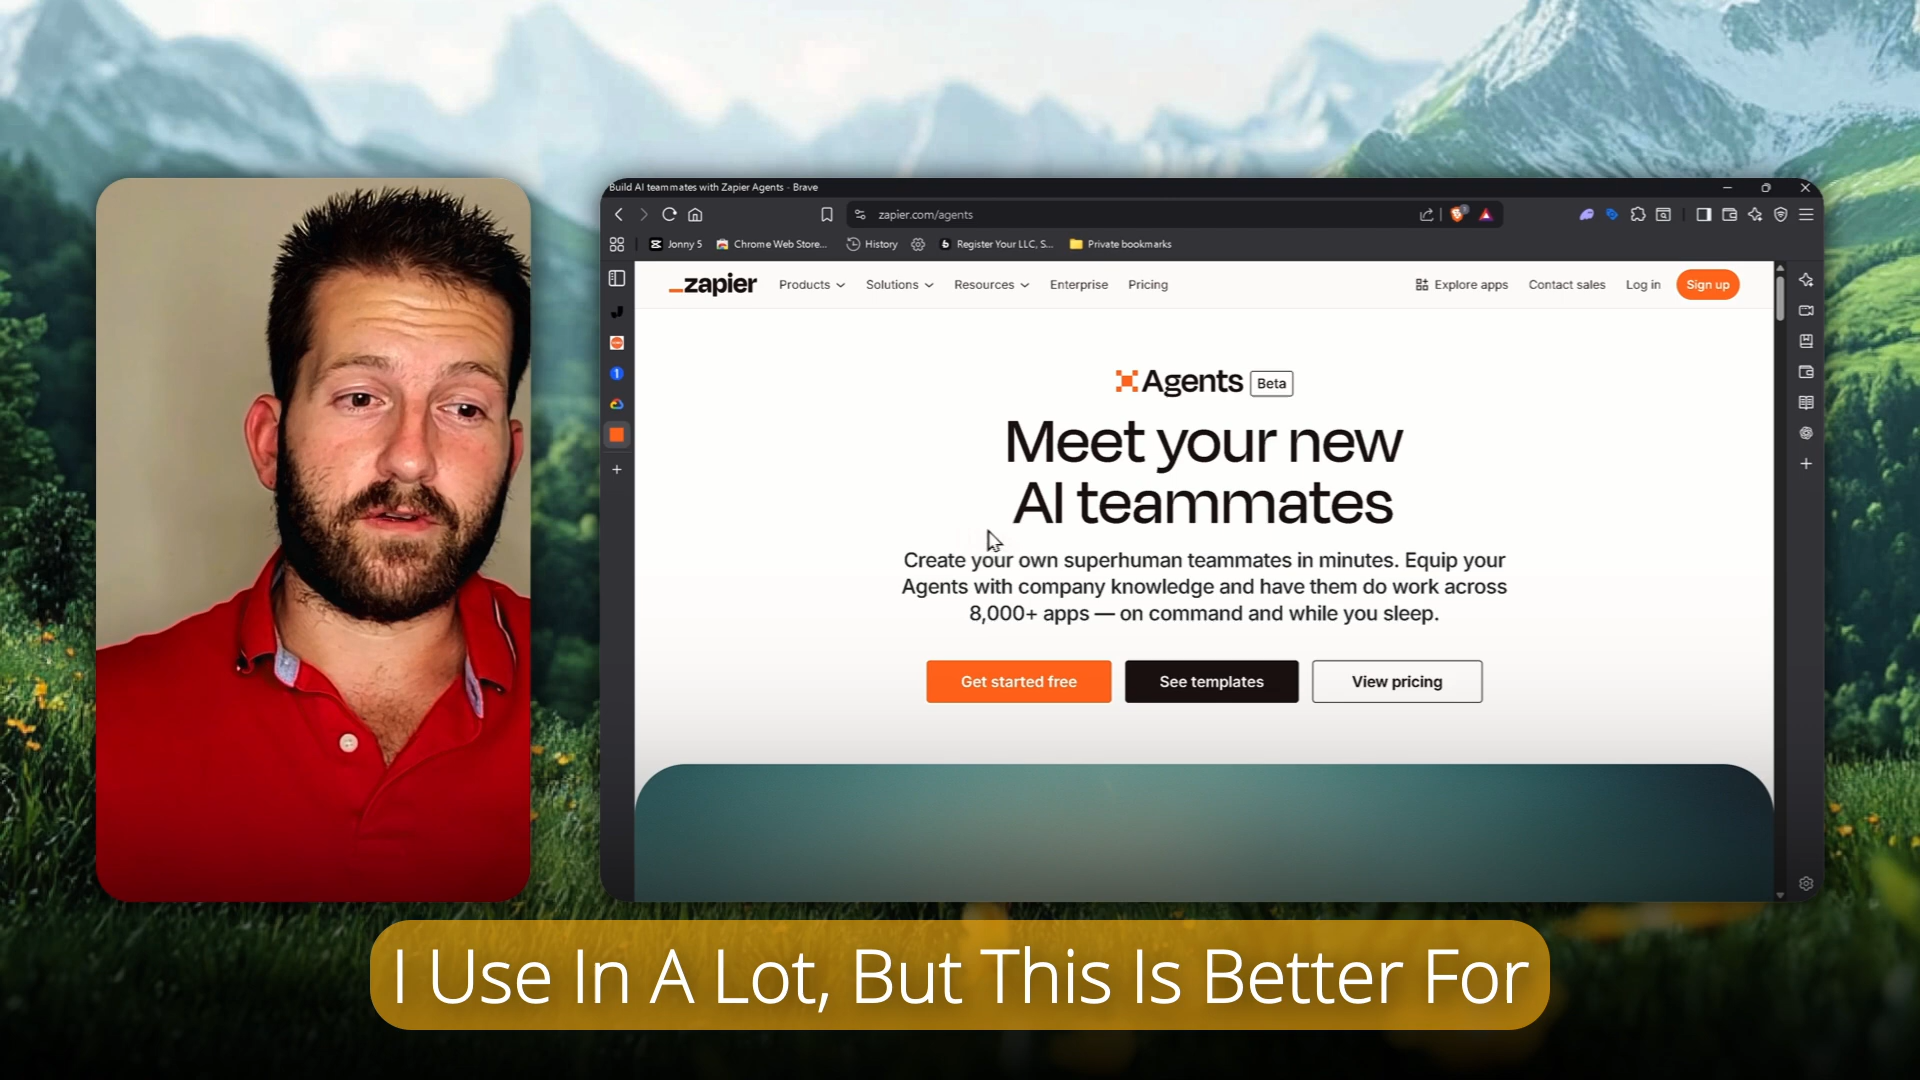 Build AI teammates with Zapier Agents - Brave
zapier.com/agents
Jonny 5
Chrome Web Store...
History
Register Your LLC, S...
Private bookmarks
zapier
Products
Solutions
Resources
Enterprise
Pricing
Explore apps
Contact sales
Log in
Sign up
Agents Beta
Meet your new
AI teammates
Create your own superhuman teammates in minutes. Equip your
Agents with company knowledge and have them do work across
8,000+ apps — on command and while you sleep.
Get started free
See templates
View pricing
I Use In A Lot, But This Is Better For